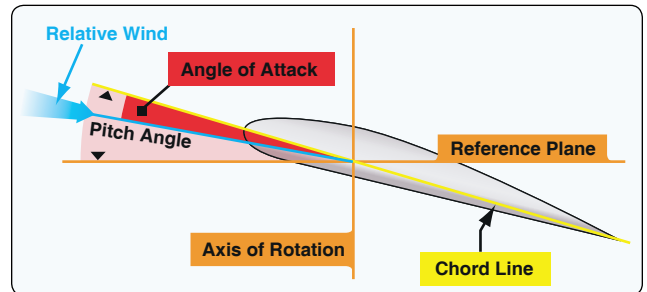 Relative Wind
Angle of Attack
Pitch Angle
Reference Plane
Axis of Rotation
Chord Line